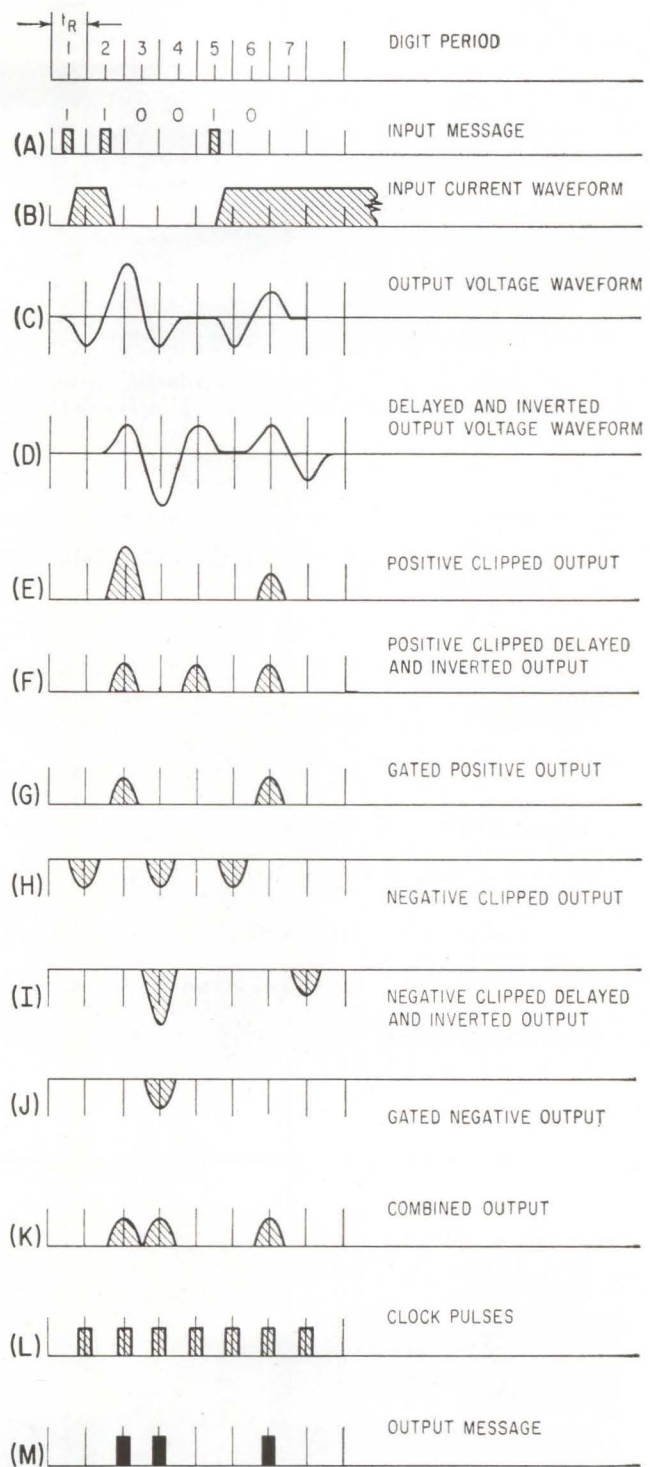 tR
1 2 3 4 5 6 7
DIGIT PERIOD
1 1 0 0 1 0
(A)
INPUT MESSAGE
(B)
INPUT CURRENT WAVEFORM
(C)
OUTPUT VOLTAGE WAVEFORM
(D)
DELAYED AND INVERTED
OUTPUT VOLTAGE WAVEFORM
(E)
POSITIVE CLIPPED OUTPUT
(F)
POSITIVE CLIPPED DELAYED
AND INVERTED OUTPUT
(G)
GATED POSITIVE OUTPUT
(H)
NEGATIVE CLIPPED OUTPUT
(I)
NEGATIVE CLIPPED DELAYED
AND INVERTED OUTPUT
(J)
GATED NEGATIVE OUTPUT
(K)
COMBINED OUTPUT
(L)
CLOCK PULSES
(M)
OUTPUT MESSAGE